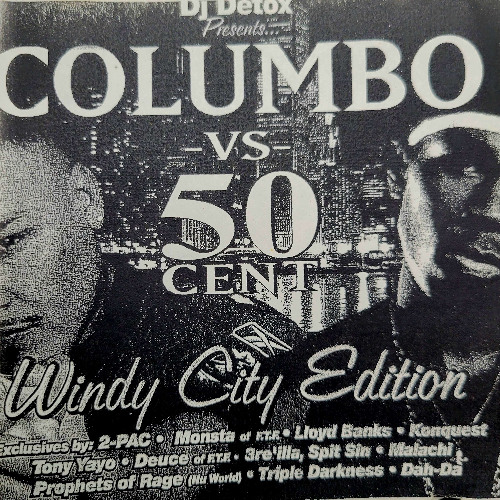 Dj Detox
Presents...
COLUMBO
-VS-
50
CENT
Windy City Edition
Exclusives by: 2-PAC • Monsta of F.T.F. • Lloyd Banks • Konquest
Tony Yayo • Deuce of F.T.F. • 3re'illa, Spit Sin • Malachi
Prophets of Rage (Nu World) • Triple Darkness • Dah-Da